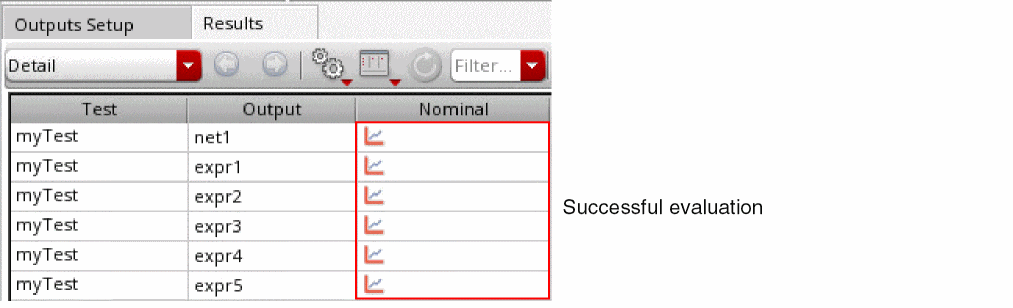 Outputs Setup Results
Detail Filter...
Test Output Nominal
myTest net1
myTest expr1
myTest expr2
myTest expr3
myTest expr4
myTest expr5
Successful evaluation